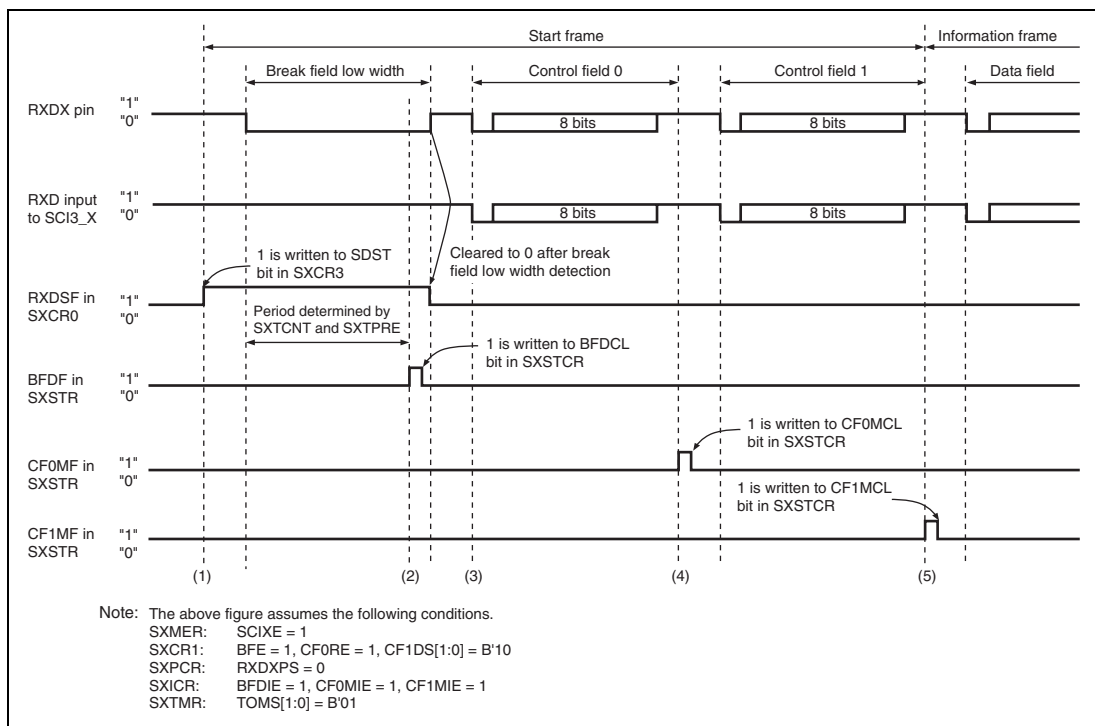 Start frame
Information frame
Break field low width
Control field 0
Control field 1
Data field
RXDX pin
"1"
"0"
8 bits
8 bits
RXD input
to SCI3_X
"1"
"0"
8 bits
8 bits
1 is written to SDST
bit in SXCR3
Cleared to 0 after break
field low width detection
RXDSF in
SXCR0
"1"
"0"
Period determined by
SXTCNT and SXTPRE
1 is written to BFDCL
bit in SXSTCR
BFDF in
SXSTR
"1"
"0"
1 is written to CF0MCL
bit in SXSTCR
CF0MF in
SXSTR
"1"
"0"
1 is written to CF1MCL
bit in SXSTCR
CF1MF in
SXSTR
"1"
"0"
(1)
(2)
(3)
(4)
(5)
Note: The above figure assumes the following conditions.
SXMER: SCIXE = 1
SXCR1: BFE = 1, CF0RE = 1, CF1DS[1:0] = B'10
SXPCR: RXDXPS = 0
SXICR: BFDIE = 1, CF0MIE = 1, CF1MIE = 1
SXTMR: TOMS[1:0] = B'01